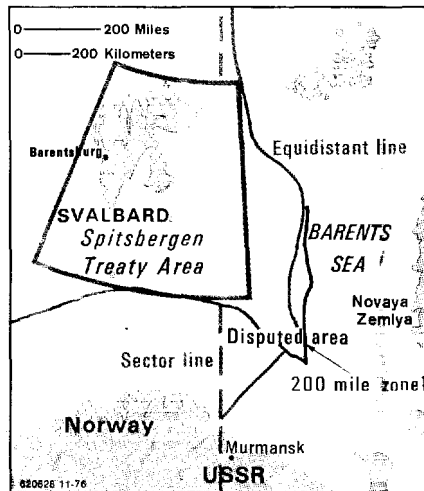 0 200 Miles
0 200 Kilometers
Barentsburg
Equidistant line
SVALBARD
Spitsbergen
Treaty Area
BARENTS
SEA
Novaya
Zemlya
Disputed area
Sector line
200 mile zone
Norway
Murmansk
USSR
620628 11-76